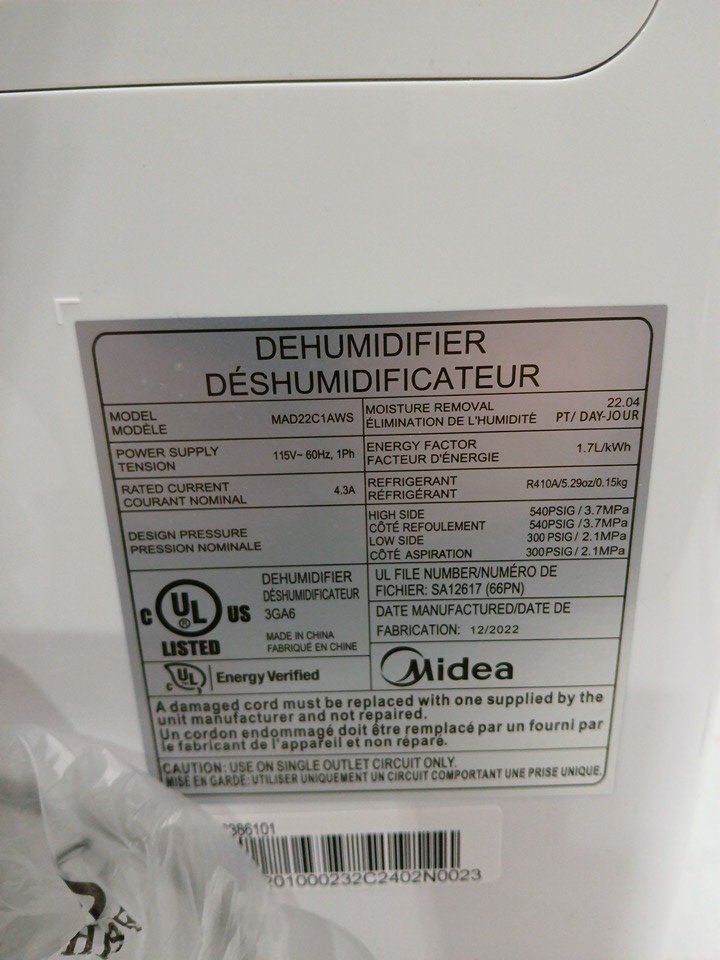 DEHUMIDIFIER
DÉSHUMIDIFICATEUR
MODEL
MODÈLE
MAD22C1AWS
MOISTURE REMOVAL
ÉLIMINATION DE L'HUMIDITÉ
22.04
PT/ DAY-JOUR
POWER SUPPLY
TENSION
115V~ 60Hz, 1Ph
ENERGY FACTOR
FACTEUR D'ÉNERGIE
1.7L/kWh
RATED CURRENT
COURANT NOMINAL
4.3A
REFRIGERANT
RÉFRIGÉRANT
R410A/5.29oz/0.15kg
DESIGN PRESSURE
PRESSION NOMINALE
HIGH SIDE 540PSIG / 3.7MPa
CÔTÉ REFOULEMENT 540PSIG / 3.7MPa
LOW SIDE 300 PSIG / 2.1MPa
CÔTÉ ASPIRATION 300PSIG / 2.1MPa
C UL ® US
LISTED
DEHUMIDIFIER
DÉSHUMIDIFICATEUR
3GA6
MADE IN CHINA
FABRIQUÉ EN CHINE
UL FILE NUMBER/NUMÉRO DE
FICHIER: SA12617 (66PN)
DATE MANUFACTURED/DATE DE
FABRICATION: 12/2022
c UL Energy Verified
Midea
A damaged cord must be replaced with one supplied by the
unit manufacturer and not repaired.
Un cordon endommagé doit être remplacé par un fourni par
le fabricant de l'appareil et non réparé.
CAUTION: USE ON SINGLE OUTLET CIRCUIT ONLY.
MISE EN GARDE: UTILISER UNIQUEMENT UN CIRCUIT COMPORTANT UNE PRISE UNIQUE.
86101
01000232C2402N0023